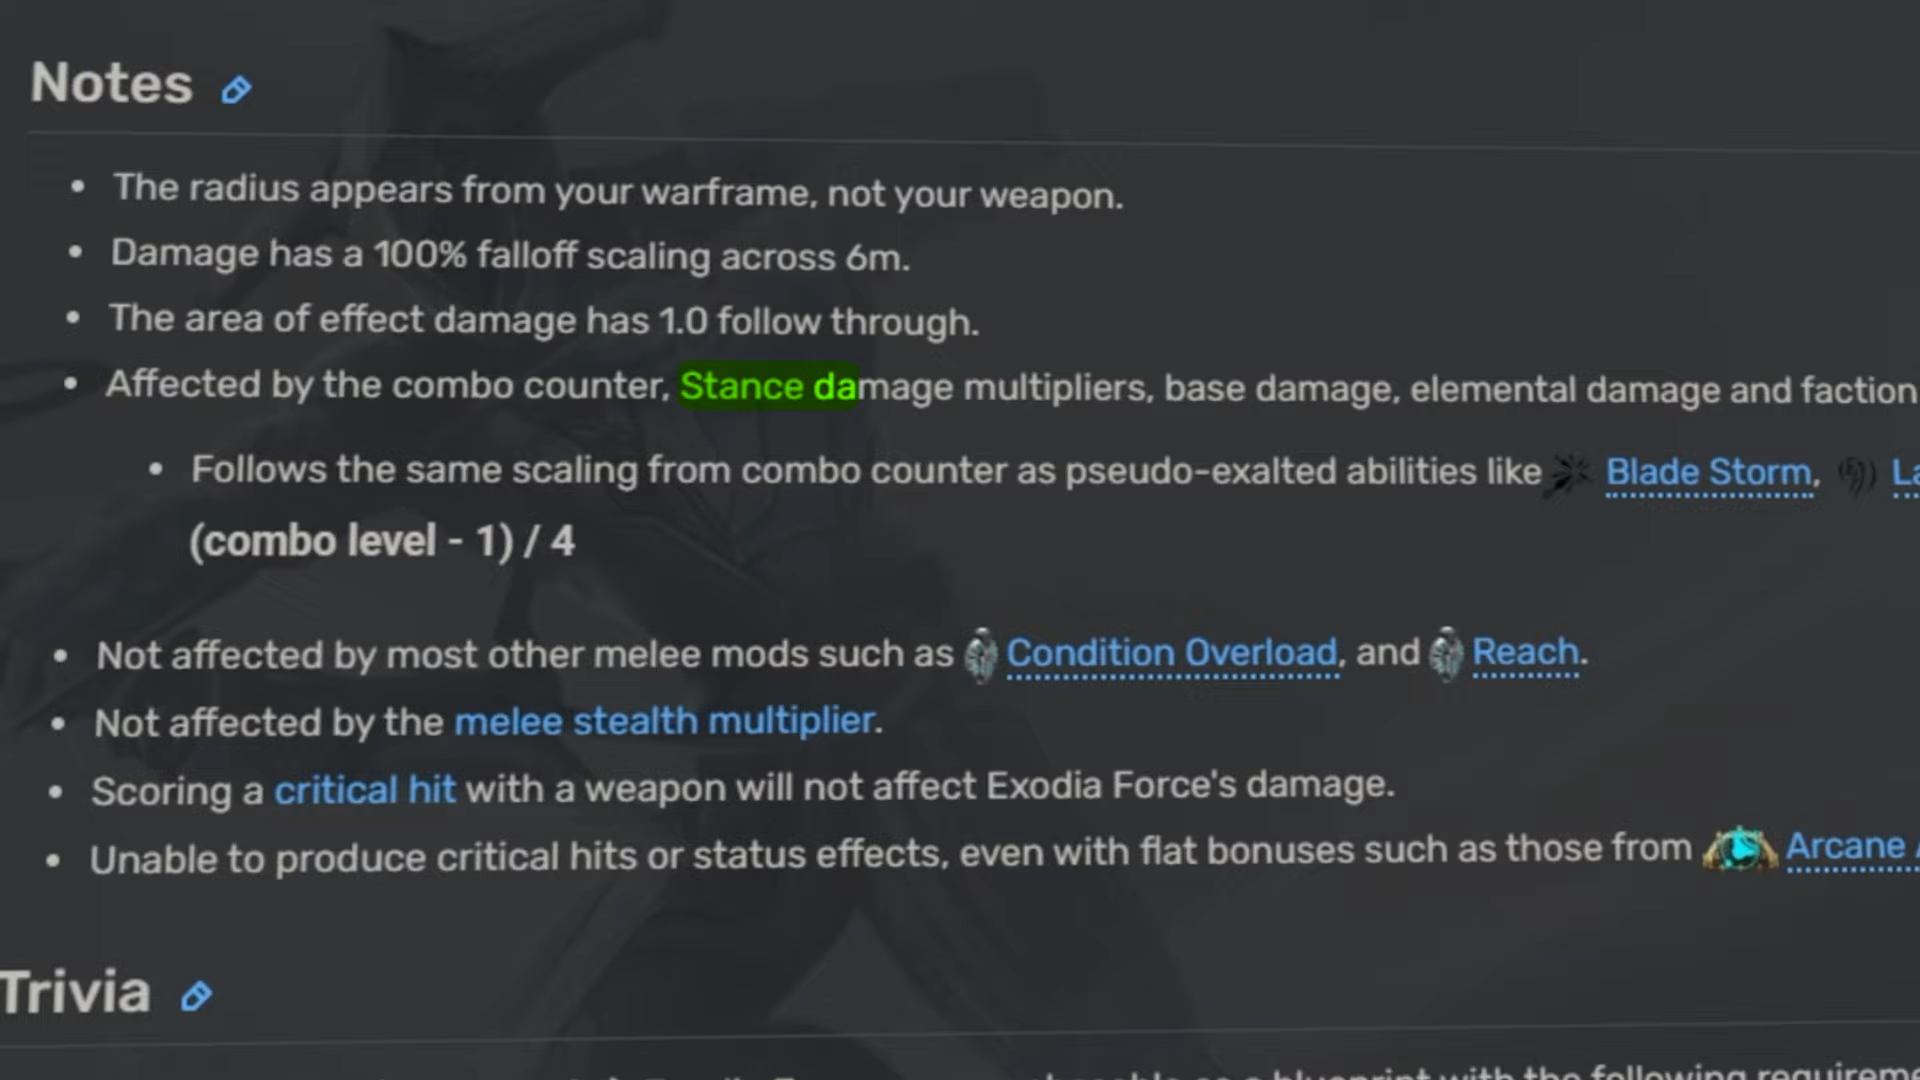 Notes
The radius appears from your warframe, not your weapon.
Damage has a 100% falloff scaling across 6m.
The area of effect damage has 1.0 follow through.
Affected by the combo counter, Stance damage multipliers, base damage, elemental damage and faction
Follows the same scaling from combo counter as pseudo-exalted abilities like Blade Storm, La
(combo level - 1) / 4
Not affected by most other melee mods such as Condition Overload, and Reach.
Not affected by the melee stealth multiplier.
Scoring a critical hit with a weapon will not affect Exodia Force's damage.
Unable to produce critical hits or status effects, even with flat bonuses such as those from Arcane A
Trivia
blueprint with the following